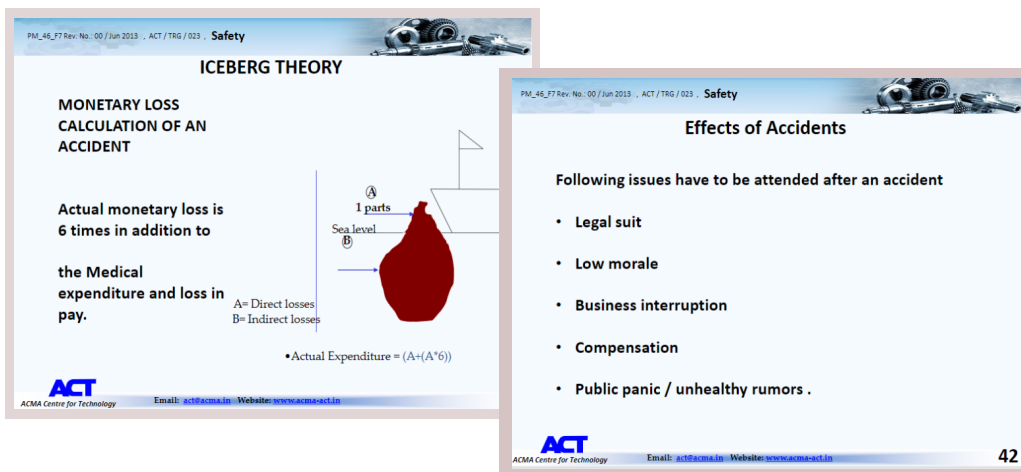 PM_46_F7 Rev. No.: 00 / Jun 2013 , ACT / TRG / 023 , Safety
ICEBERG THEORY
MONETARY LOSS
CALCULATION OF AN
ACCIDENT
Actual monetary loss is
6 times in addition to
the Medical
expenditure and loss in
pay.
A
1 parts
Sea level
B
A= Direct losses
B= Indirect losses
•Actual Expenditure = (A+(A*6))
ACT
ACMA Centre for Technology
Email: act@acma.in Website: www.acma-act.in
PM_46_F7 Rev. No.: 00 / Jun 2013 , ACT / TRG / 023 , Safety
Effects of Accidents
Following issues have to be attended after an accident
• Legal suit
• Low morale
• Business interruption
• Compensation
• Public panic / unhealthy rumors .
ACT
ACMA Centre for Technology
Email: act@acma.in Website: www.acma-act.in
42